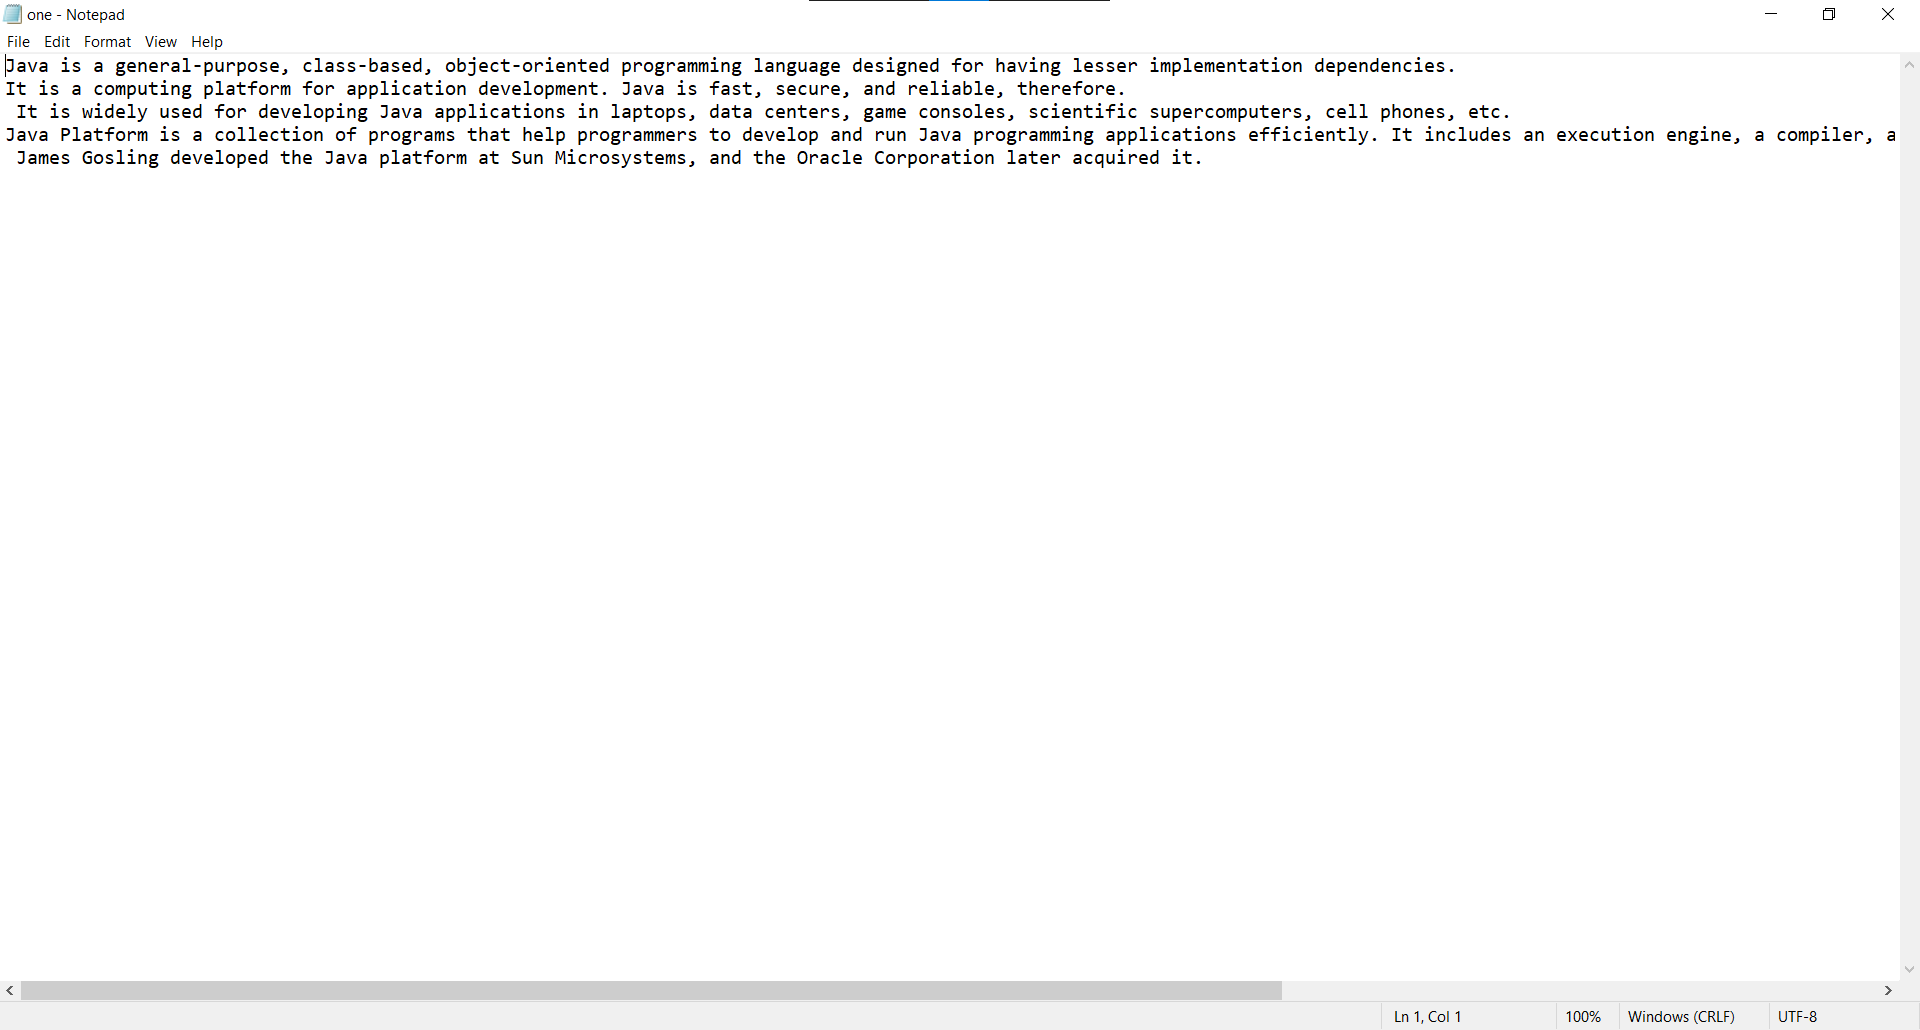 one - Notepad
File Edit Format View Help
Java is a general-purpose, class-based, object-oriented programming language designed for having lesser implementation dependencies.
It is a computing platform for application development. Java is fast, secure, and reliable, therefore.
It is widely used for developing Java applications in laptops, data centers, game consoles, scientific supercomputers, cell phones, etc.
Java Platform is a collection of programs that help programmers to develop and run Java programming applications efficiently. It includes an execution engine, a compiler, a
James Gosling developed the Java platform at Sun Microsystems, and the Oracle Corporation later acquired it.
Ln 1, Col 1 100% Windows (CRLF) UTF-8